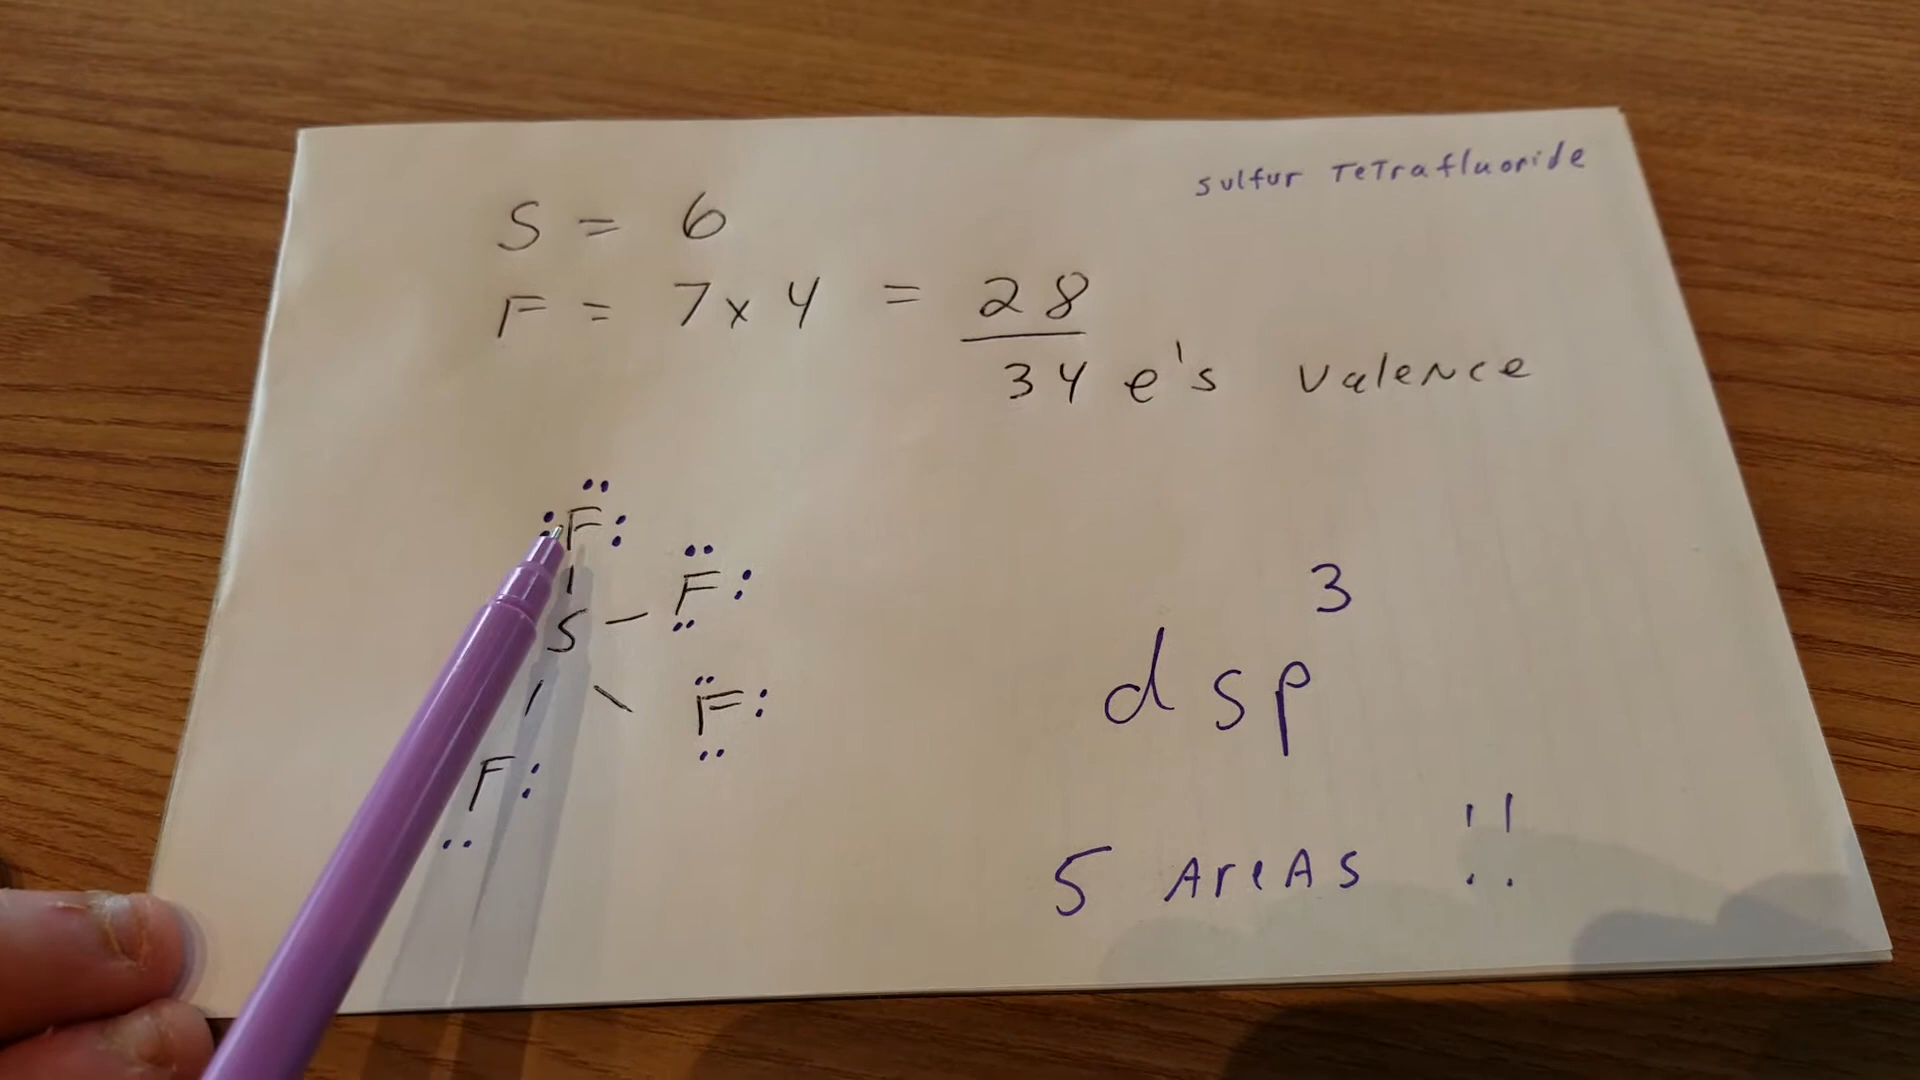 sulfur Tetrafluoride
S = 6
F = 7 x 4 = 28
34 e's valence
F
S — F
F
F
dsp³
5 Areas !!